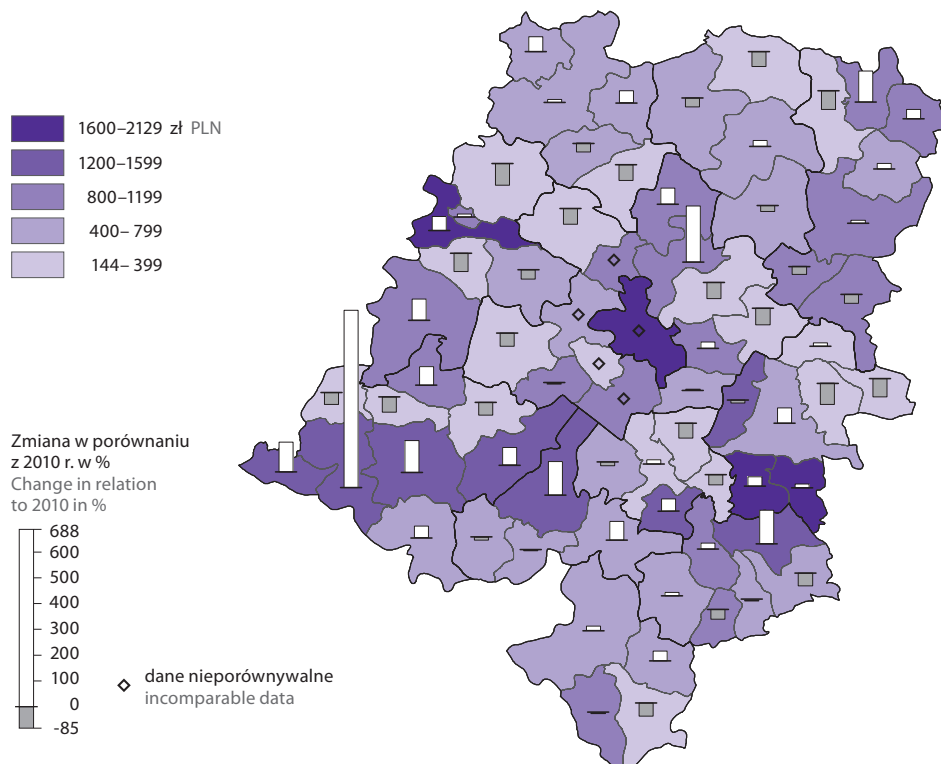 1600–2129 zł PLN
1200–1599
800–1199
400– 799
144– 399
Zmiana w porównaniu
z 2010 r. w %
Change in relation
to 2010 in %
688
600
500
400
300
200
100
0
-85
dane nieporównywalne
incomparable data